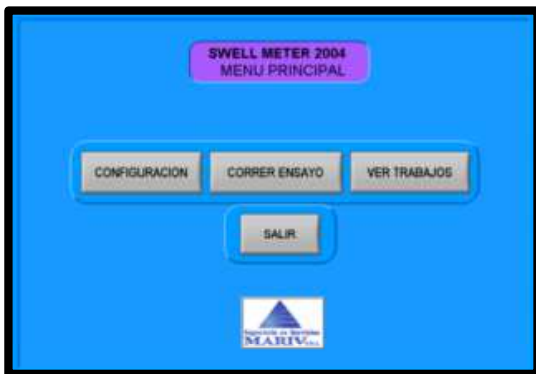 SWELL METER 2004
MENU PRINCIPAL
CONFIGURACION
CORRER ENSAYO
VER TRABAJOS
SALIR
MARIV